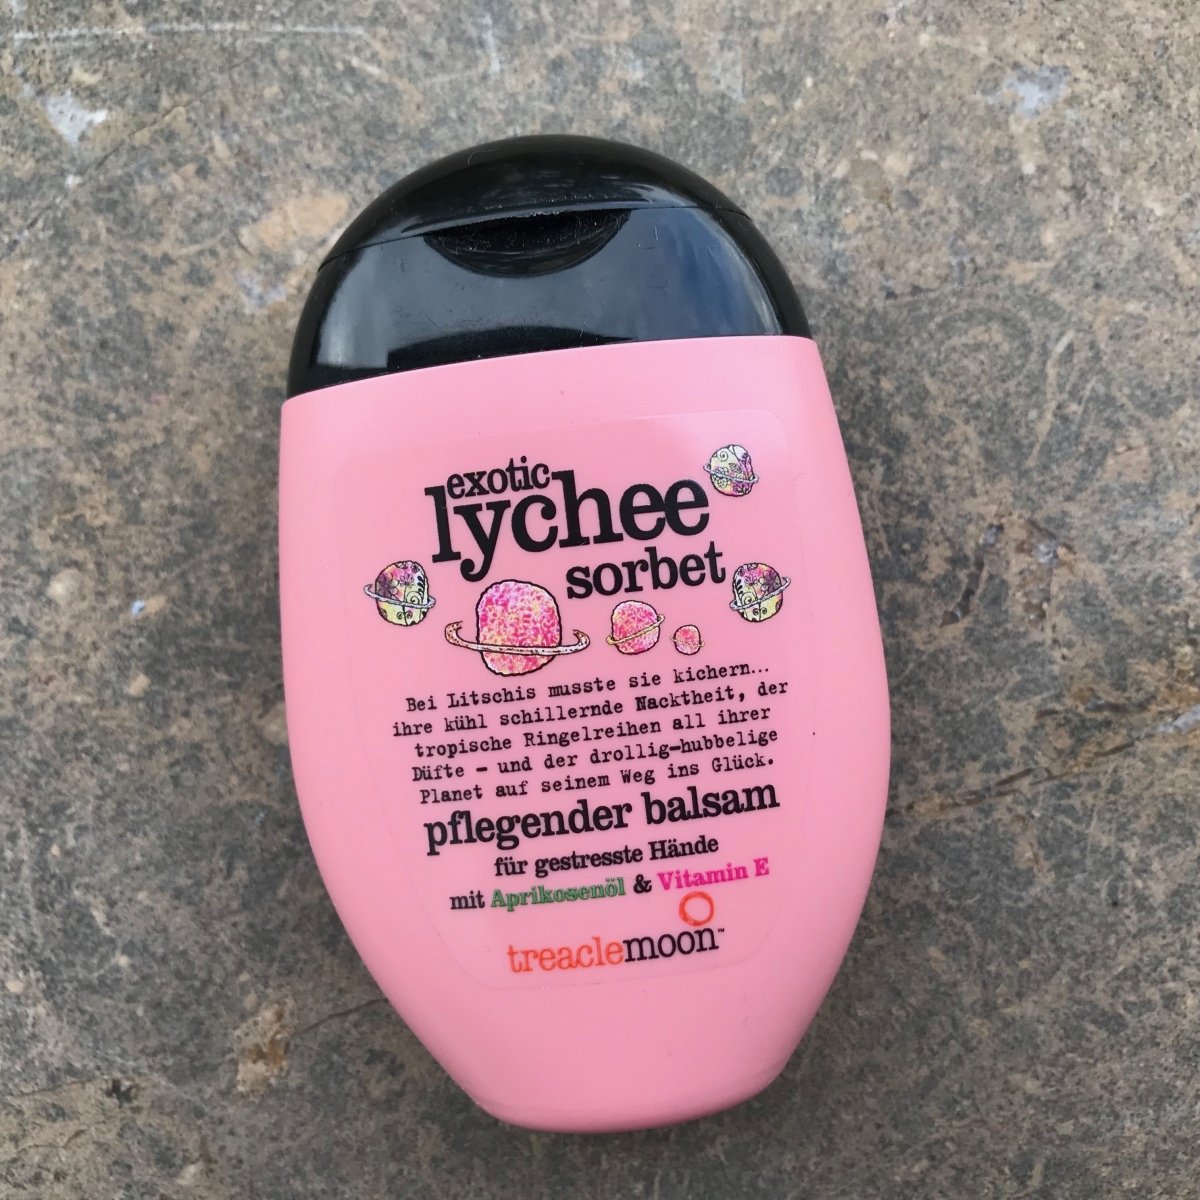 exotic
lychee
sorbet
Bei Litschis musste sie kichern...
ihre kühl schillernde Nacktheit, der
tropische Ringelreihen all ihrer
Düfte – und der drollig-hubbelige
Planet auf seinem Weg ins Glück.
pflegender balsam
für gestresste Hände
mit Aprikosenöl & Vitamin E
treaclemoon™